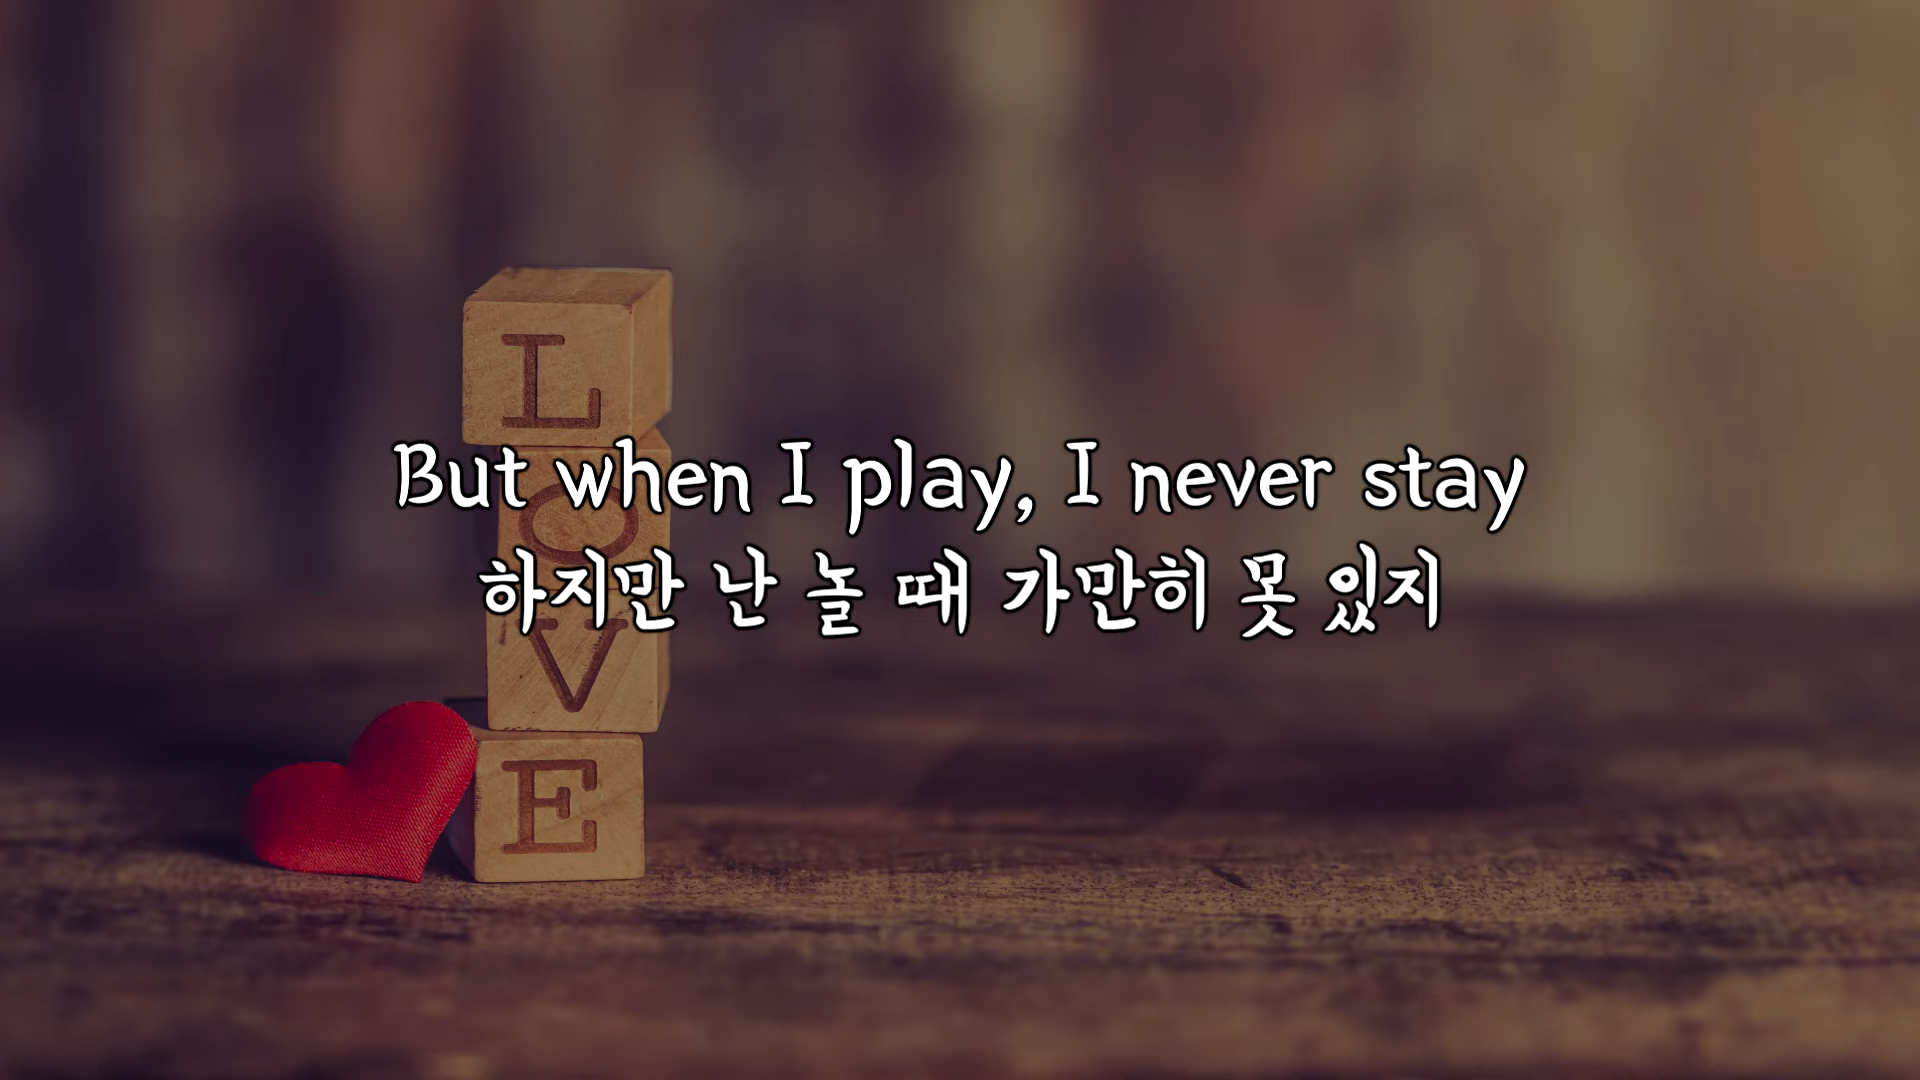 L
O
V
E
But when I play, I never stay
하지만 난 놀 때 가만히 못 있지